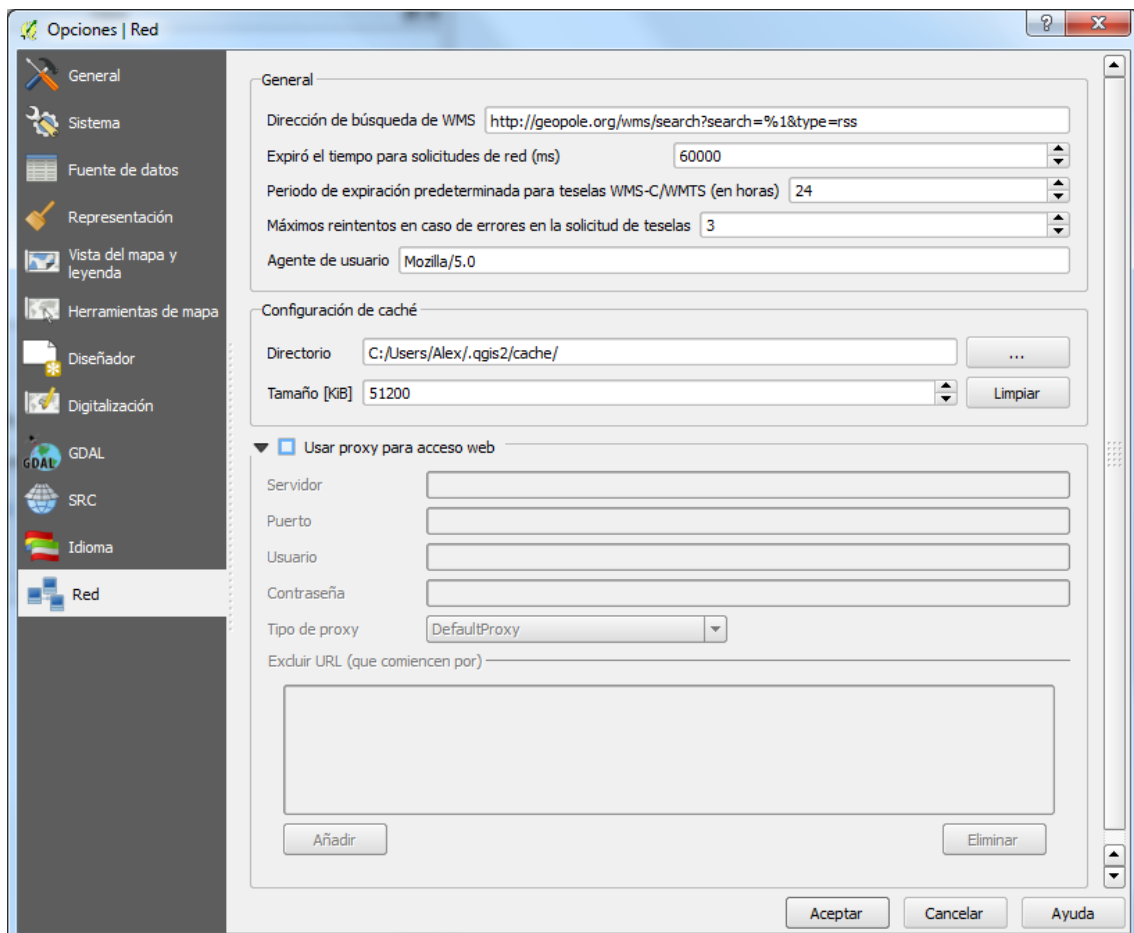 Opciones | Red
General
Sistema
Fuente de datos
Representación
Vista del mapa y
leyenda
Herramientas de mapa
Diseñador
Digitalización
GDAL
GDAL
SRC
Idioma
Red
General
Dirección de búsqueda de WMS http://geopole.org/wms/search?search=%1&type=rss
Expiró el tiempo para solicitudes de red (ms) 60000
Periodo de expiración predeterminada para teselas WMS-C/WMTS (en horas) 24
Máximos reintentos en caso de errores en la solicitud de teselas 3
Agente de usuario Mozilla/5.0
Configuración de caché
Directorio C:/Users/Alex/.qgis2/cache/ ...
Tamaño [KiB] 51200 Limpiar
Usar proxy para acceso web
Servidor
Puerto
Usuario
Contraseña
Tipo de proxy DefaultProxy
Excluir URL (que comiencen por)
Añadir Eliminar
Aceptar Cancelar Ayuda